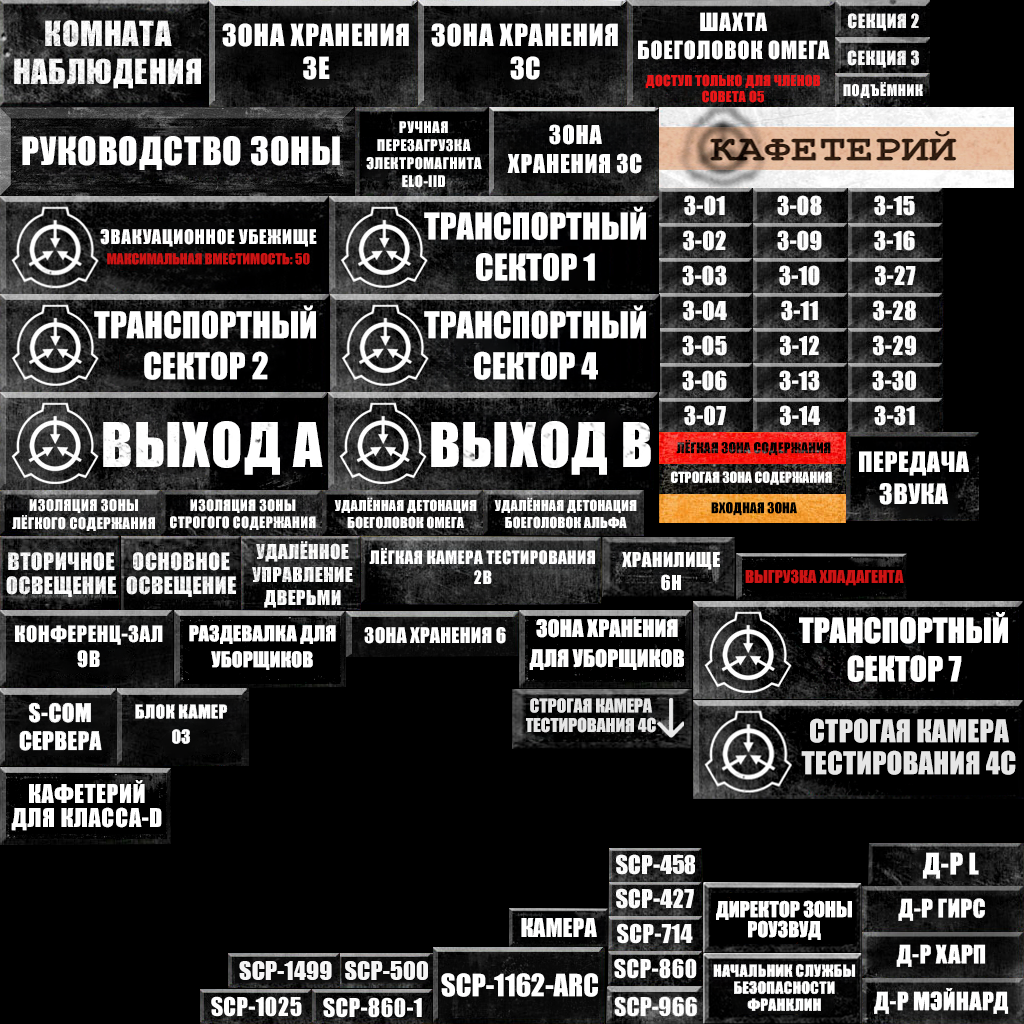 КОМНАТА
НАБЛЮДЕНИЯ
ЗОНА ХРАНЕНИЯ
3E
ЗОНА ХРАНЕНИЯ
3C
ШАХТА
БОЕГОЛОВОК ОМЕГА
ДОСТУП ТОЛЬКО ДЛЯ ЧЛЕНОВ
СОВЕТА О5
СЕКЦИЯ 2
СЕКЦИЯ 3
ПОДЪЁМНИК
РУКОВОДСТВО ЗОНЫ
РУЧНАЯ
ПЕРЕЗАГРУЗКА
ЭЛЕКТРОМАГНИТА
ELO-IID
ЗОНА
ХРАНЕНИЯ 3C
КАФЕТЕРИЙ
ЭВАКУАЦИОННОЕ УБЕЖИЩЕ
МАКСИМАЛЬНАЯ ВМЕСТИМОСТЬ: 50
ТРАНСПОРТНЫЙ
СЕКТОР 1
3-01
3-08
3-15
3-02
3-09
3-16
3-03
3-10
3-27
3-04
3-11
3-28
3-05
3-12
3-29
3-06
3-13
3-30
3-07
3-14
3-31
ТРАНСПОРТНЫЙ
СЕКТОР 2
ТРАНСПОРТНЫЙ
СЕКТОР 4
ВЫХОД А
ВЫХОД В
ЛЁГКАЯ ЗОНА СОДЕРЖАНИЯ
СТРОГАЯ ЗОНА СОДЕРЖАНИЯ
ВХОДНАЯ ЗОНА
ПЕРЕДАЧА
ЗВУКА
ИЗОЛЯЦИЯ ЗОНЫ
ЛЁГКОГО СОДЕРЖАНИЯ
ИЗОЛЯЦИЯ ЗОНЫ
СТРОГОГО СОДЕРЖАНИЯ
УДАЛЁННАЯ ДЕТОНАЦИЯ
БОЕГОЛОВОК ОМЕГА
УДАЛЁННАЯ ДЕТОНАЦИЯ
БОЕГОЛОВОК АЛЬФА
ВТОРИЧНОЕ
ОСВЕЩЕНИЕ
ОСНОВНОЕ
ОСВЕЩЕНИЕ
УДАЛЁННОЕ
УПРАВЛЕНИЕ
ДВЕРЬМИ
ЛЁГКАЯ КАМЕРА ТЕСТИРОВАНИЯ
2B
ХРАНИЛИЩЕ
6H
ВЫГРУЗКА ХЛАДАГЕНТА
КОНФЕРЕНЦ-ЗАЛ
9B
РАЗДЕВАЛКА ДЛЯ
УБОРЩИКОВ
ЗОНА ХРАНЕНИЯ 6
ЗОНА ХРАНЕНИЯ
ДЛЯ УБОРЩИКОВ
ТРАНСПОРТНЫЙ
СЕКТОР 7
S-COM
СЕРВЕРА
БЛОК КАМЕР
03
СТРОГАЯ КАМЕРА
ТЕСТИРОВАНИЯ 4C
СТРОГАЯ КАМЕРА
ТЕСТИРОВАНИЯ 4C
КАФЕТЕРИЙ
ДЛЯ КЛАССА-D
SCP-458
SCP-427
SCP-714
SCP-860
SCP-966
Д-Р L
Д-Р ГИРС
Д-Р ХАРП
Д-Р МЭЙНАРД
ДИРЕКТОР ЗОНЫ
РОУЗВУД
НАЧАЛЬНИК СЛУЖБЫ
БЕЗОПАСНОСТИ
ФРАНКЛИН
КАМЕРА
SCP-1162-ARC
SCP-1499
SCP-500
SCP-1025
SCP-860-1